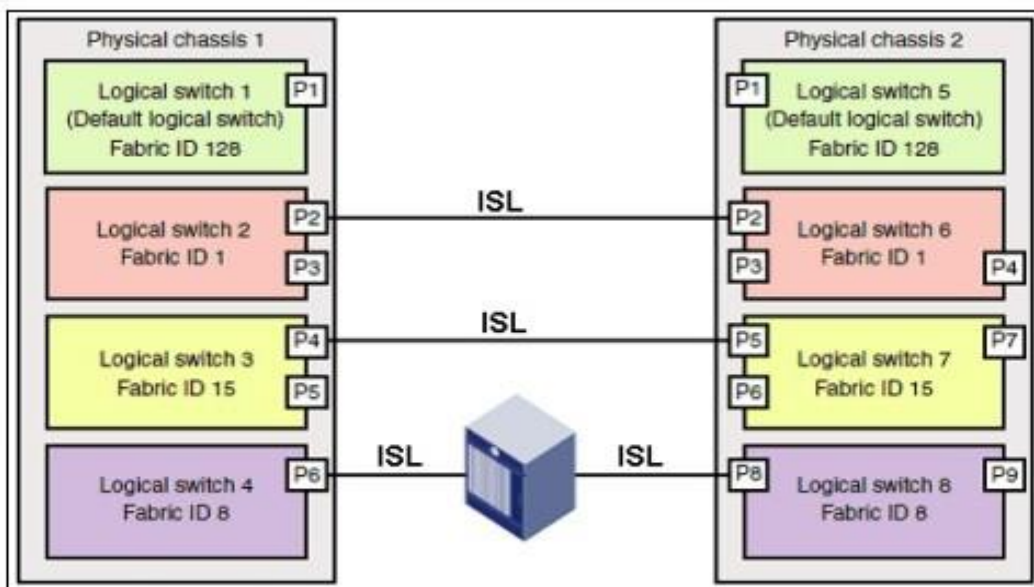 Physical chassis 1
Logical switch 1
(Default logical switch)
Fabric ID 128
P1
Logical switch 2
Fabric ID 1
P2
P3
Logical switch 3
Fabric ID 15
P4
P5
Logical switch 4
Fabric ID 8
P6
ISL
ISL
ISL
ISL
Physical chassis 2
P1
Logical switch 5
(Default logical switch)
Fabric ID 128
P2
P3
Logical switch 6
Fabric ID 1
P4
P5
P6
Logical switch 7
Fabric ID 15
P7
P8
Logical switch 8
Fabric ID 8
P9